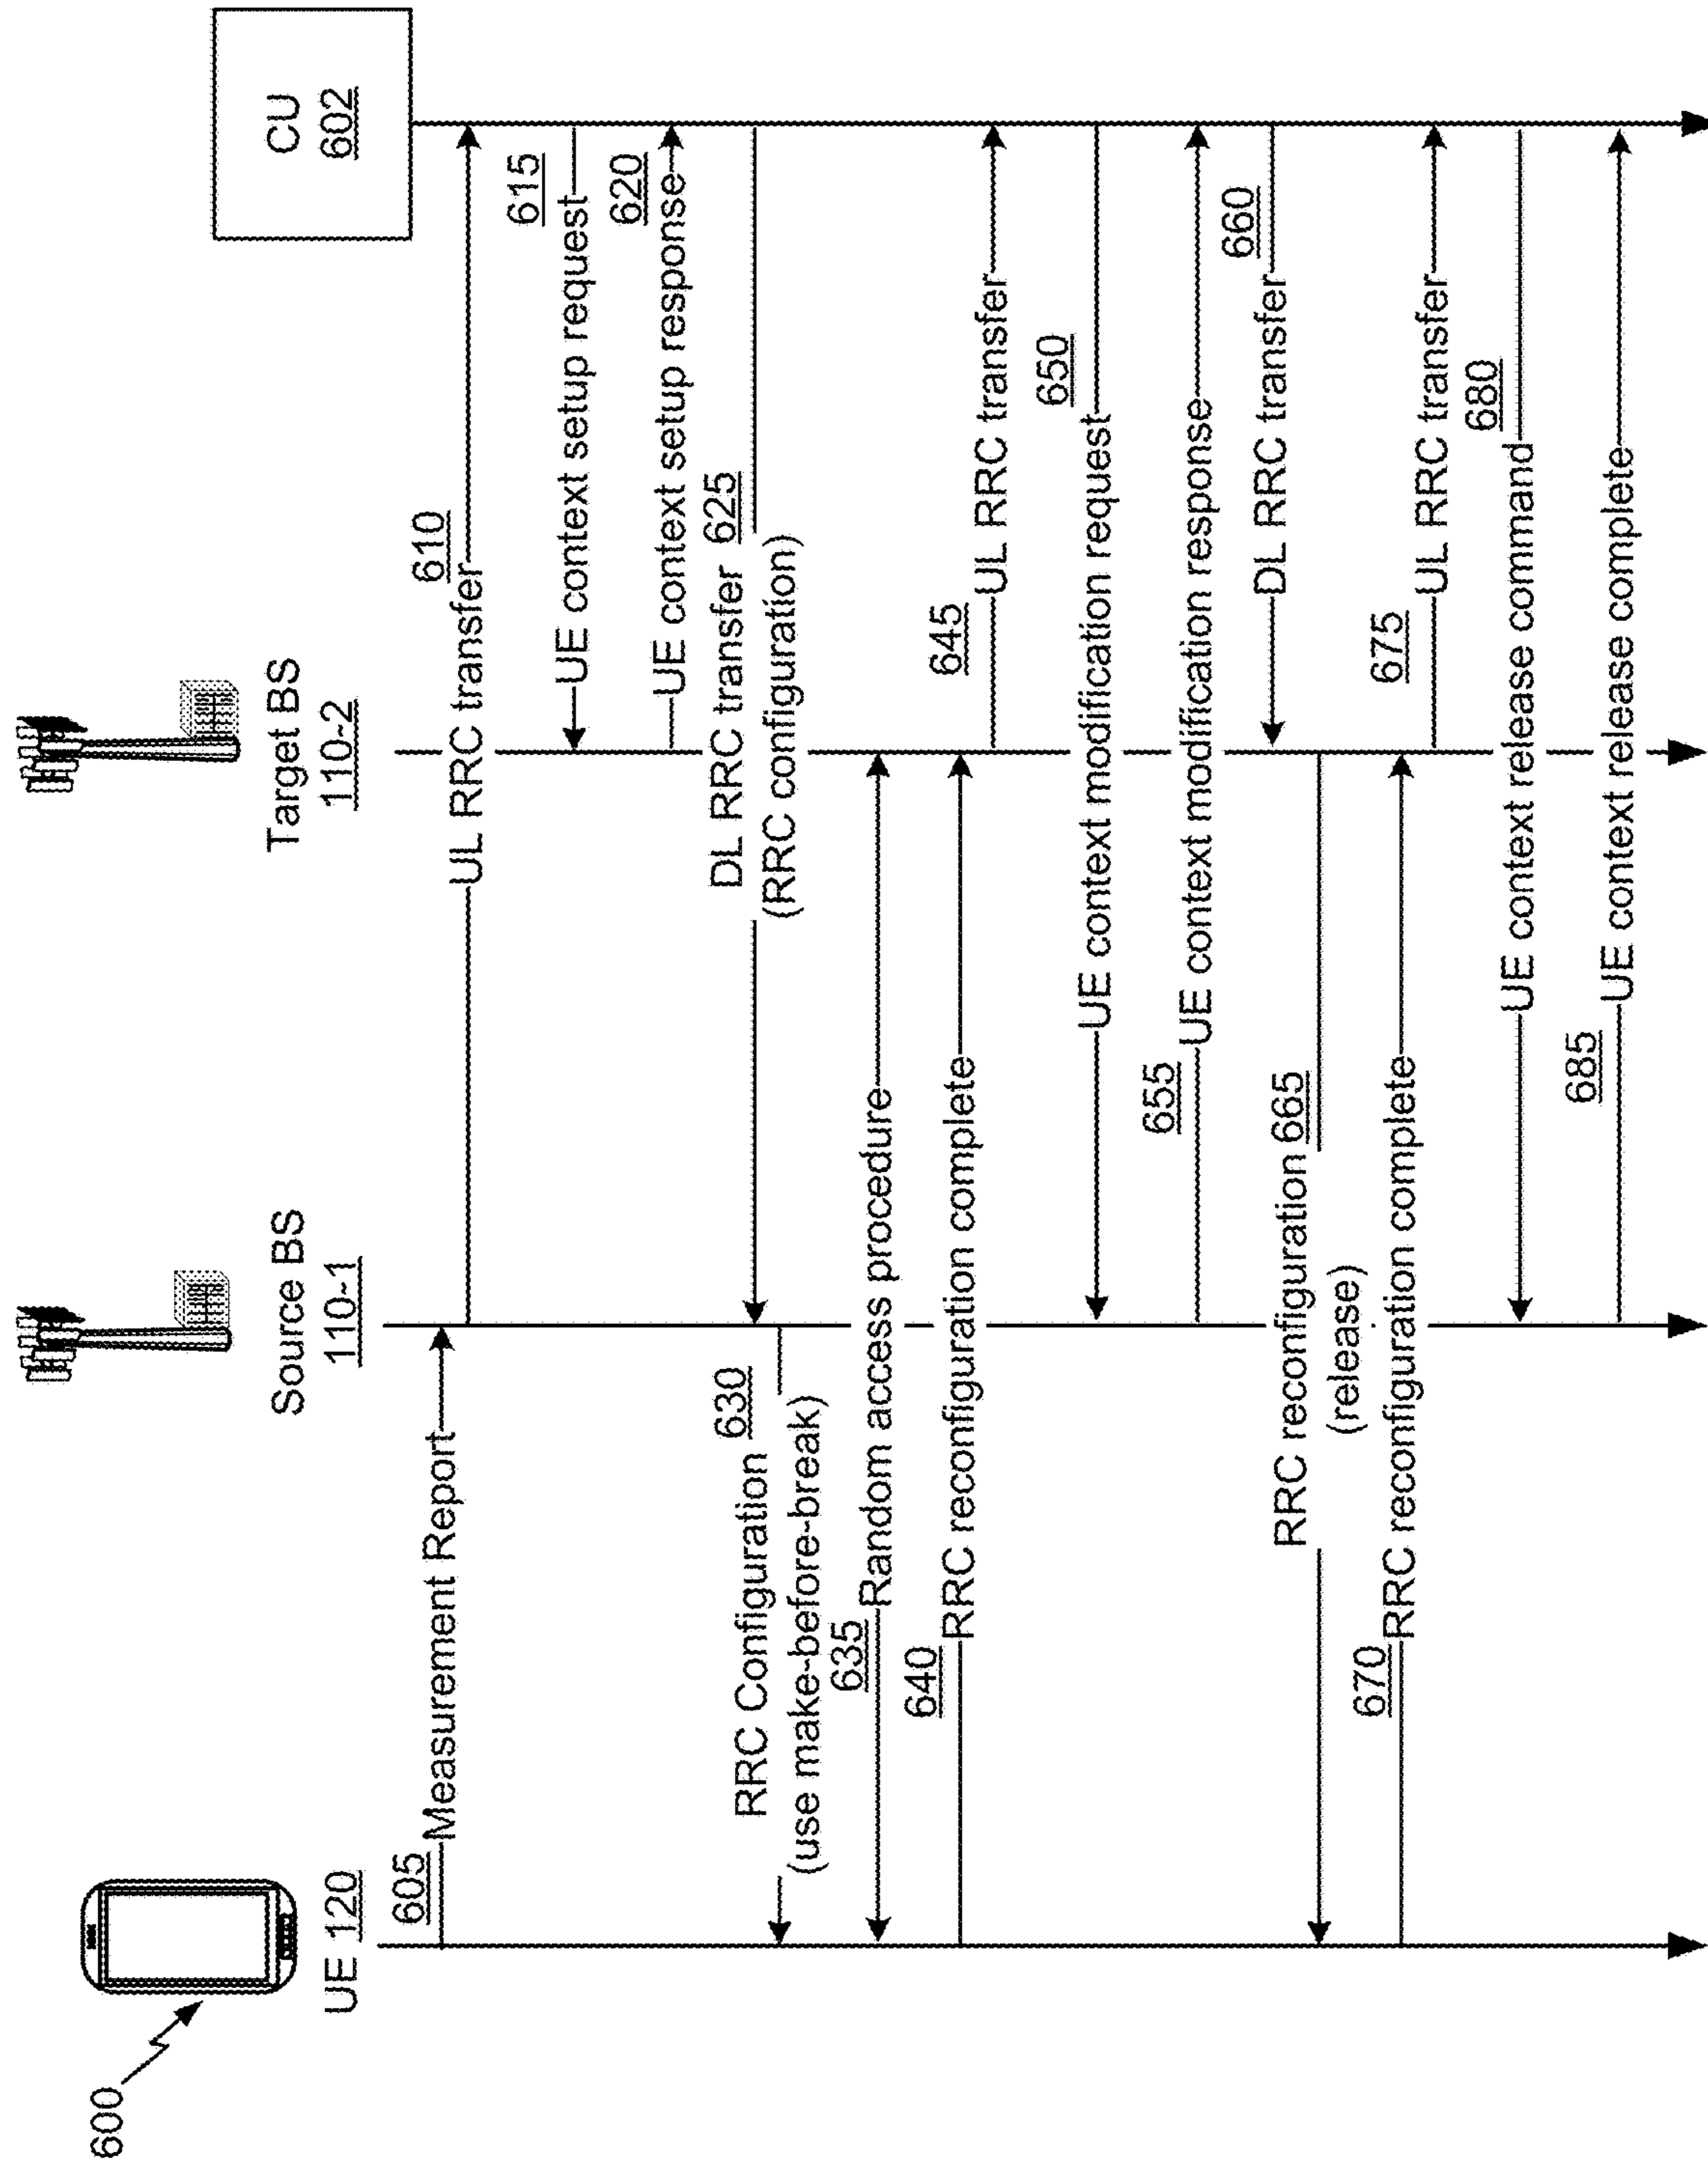 600
UE 120
Source BS
110-1
Target BS
110-2
CU
602
605
Measurement Report
610
UL RRC transfer
615
UE context setup request
620
UE context setup response
DL RRC transfer 625
(RRC configuration)
RRC Configuration 630
(use make-before-break)
635
Random access procedure
640
RRC reconfiguration complete
645
UL RRC transfer
650
UE context modification request
655
UE context modification response
660
DL RRC transfer
RRC reconfiguration 665
(release)
670
RRC reconfiguration complete
675
UL RRC transfer
680
UE context release command
685
UE context release complete